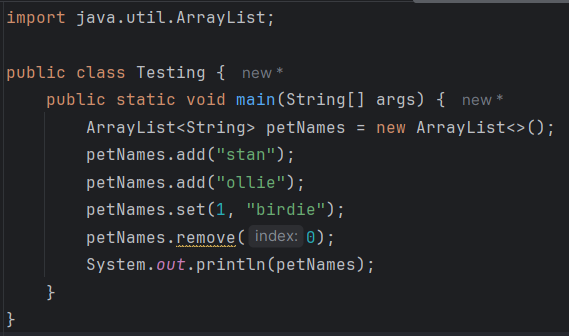 import java.util.ArrayList;
public class Testing { new *
    public static void main(String[] args) { new *
        ArrayList<String> petNames = new ArrayList<>();
        petNames.add("stan");
        petNames.add("ollie");
        petNames.set(1, "birdie");
        petNames.remove( index: 0);
        System.out.println(petNames);
    }
}